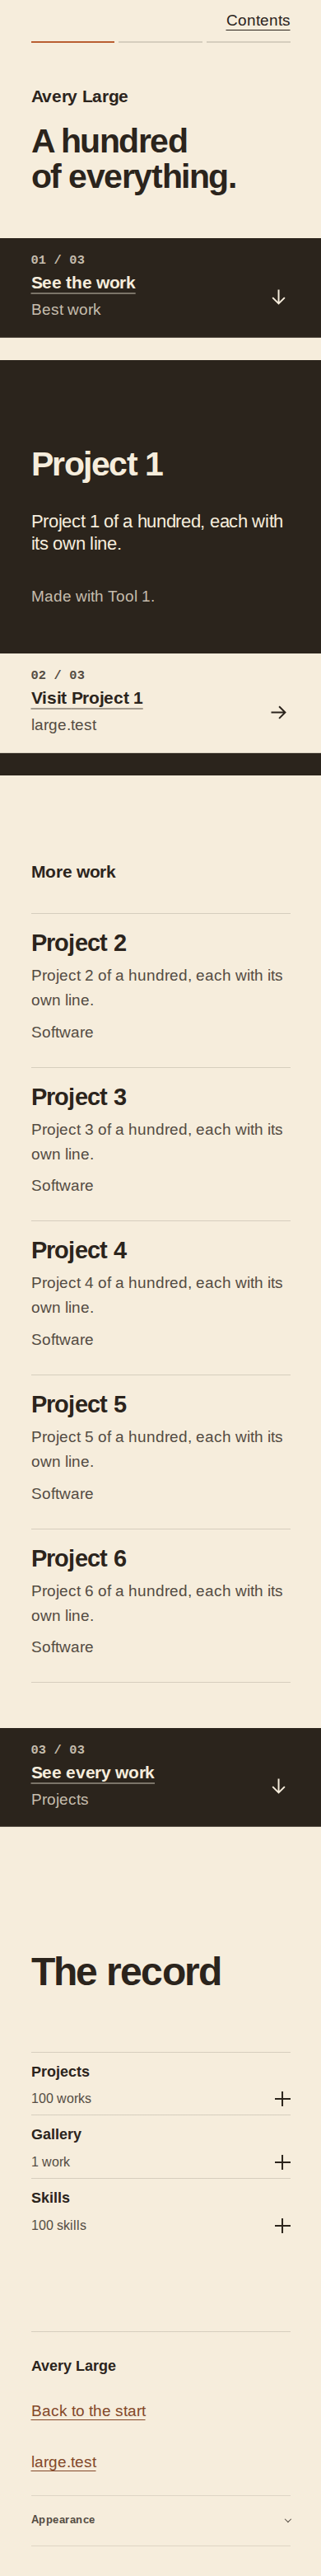 Contents
Avery Large
A hundred
of everything.
01 / 03
See the work
Best work
Project 1
Project 1 of a hundred, each with
its own line.
Made with Tool 1.
02 / 03
Visit Project 1
large.test
More work
Project 2
Project 2 of a hundred, each with its
own line.
Software
Project 3
Project 3 of a hundred, each with its
own line.
Software
Project 4
Project 4 of a hundred, each with its
own line.
Software
Project 5
Project 5 of a hundred, each with its
own line.
Software
Project 6
Project 6 of a hundred, each with its
own line.
Software
03 / 03
See every work
Projects
The record
Projects
100 works
Gallery
1 work
Skills
100 skills
Avery Large
Back to the start
large.test
Appearance